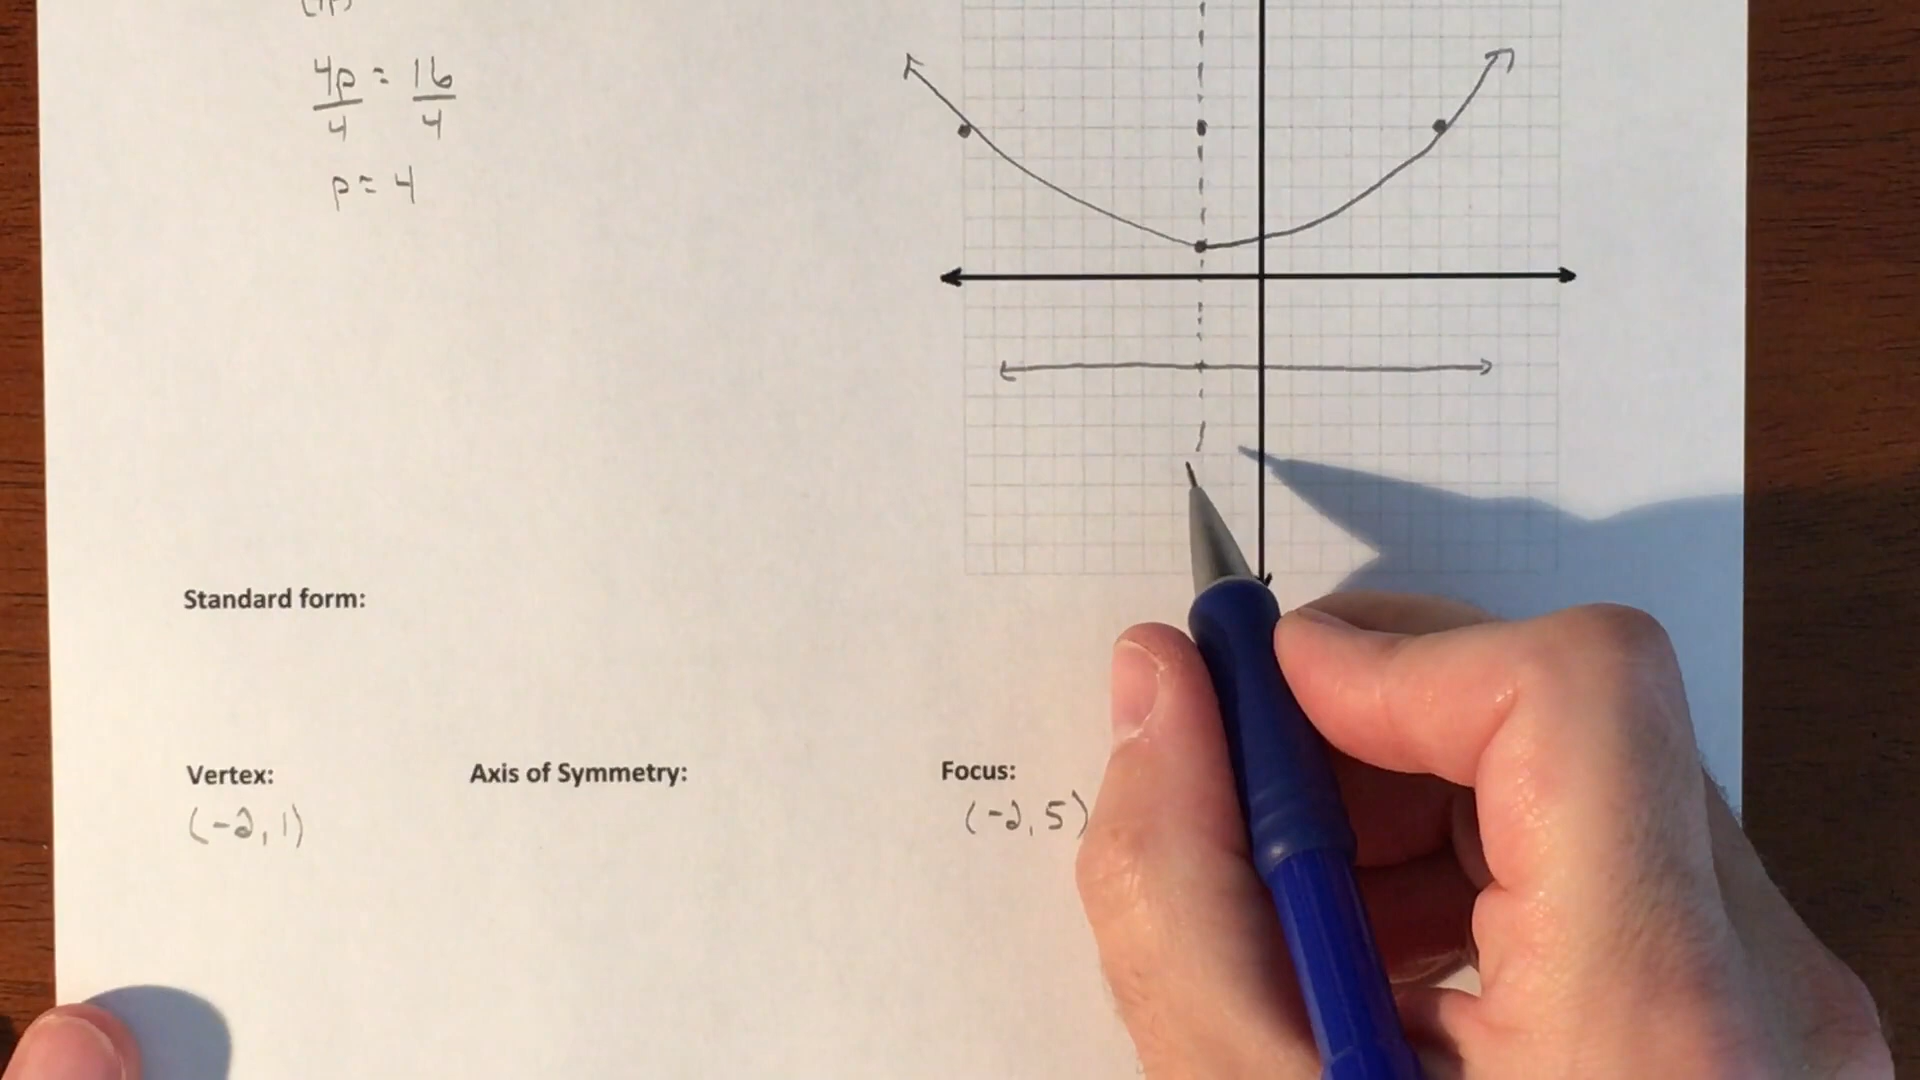 4p = 16
4 4
p = 4
Standard form:
Vertex: Axis of Symmetry: Focus:
(-2, 1) (-2, 5)